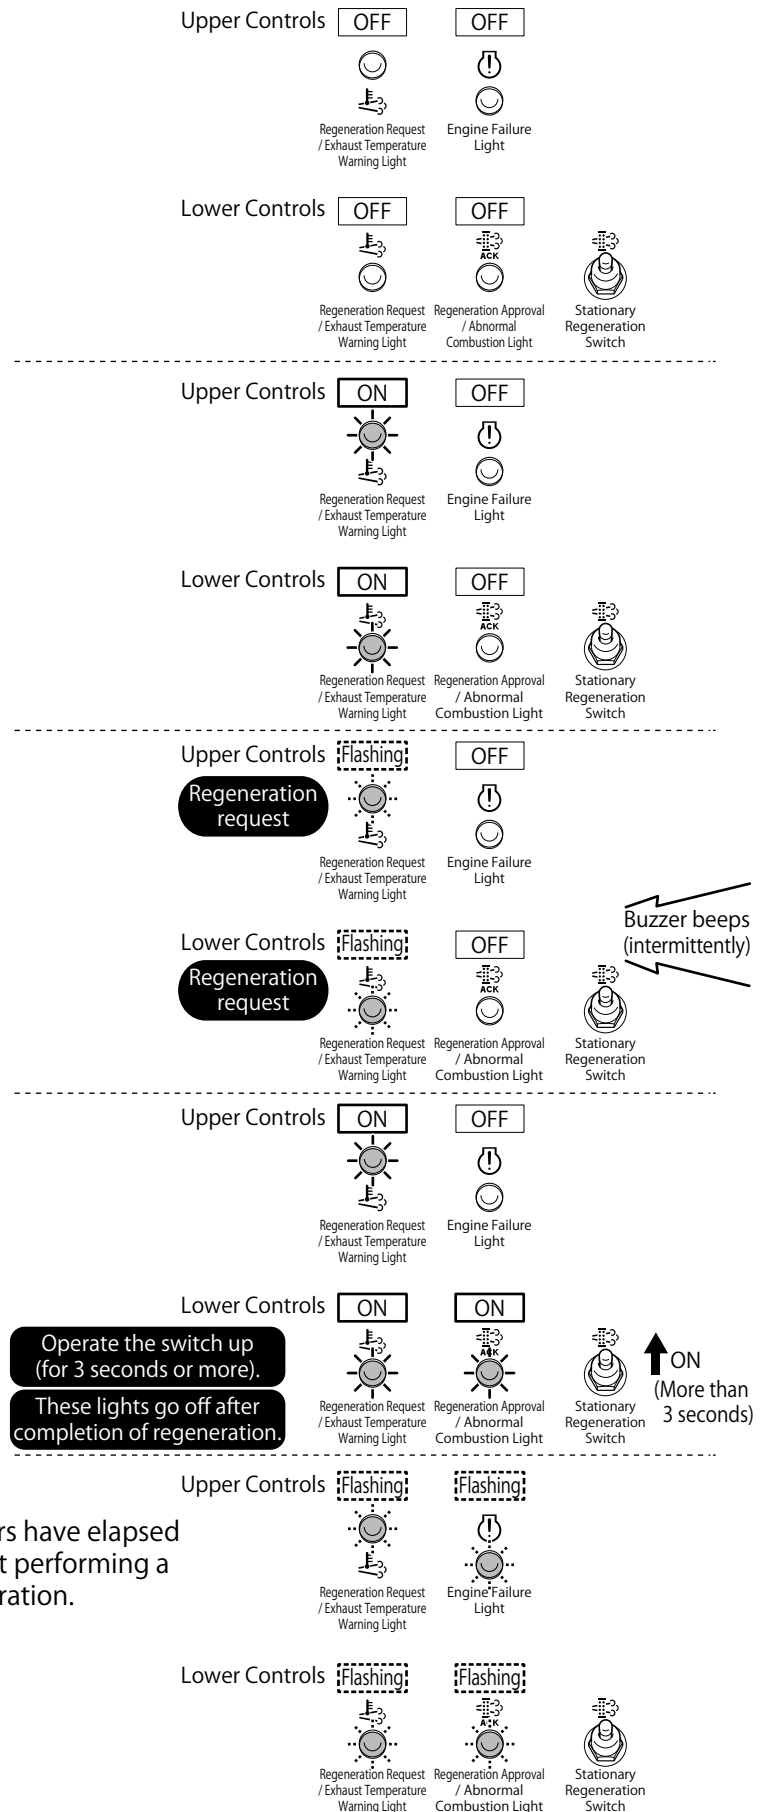 Upper Controls OFF OFF
Regeneration Request
/ Exhaust Temperature
Warning Light
Engine Failure
Light
Lower Controls OFF OFF
ACK
Regeneration Request
/ Exhaust Temperature
Warning Light
Regeneration Approval
/ Abnormal
Combustion Light
Stationary
Regeneration
Switch
Upper Controls ON OFF
Regeneration Request
/ Exhaust Temperature
Warning Light
Engine Failure
Light
Lower Controls ON OFF
ACK
Regeneration Request
/ Exhaust Temperature
Warning Light
Regeneration Approval
/ Abnormal
Combustion Light
Stationary
Regeneration
Switch
Upper Controls Flashing OFF
Regeneration
request
Regeneration Request
/ Exhaust Temperature
Warning Light
Engine Failure
Light
Buzzer beeps
(intermittently)
Lower Controls Flashing OFF
Regeneration
request
ACK
Regeneration Request
/ Exhaust Temperature
Warning Light
Regeneration Approval
/ Abnormal
Combustion Light
Stationary
Regeneration
Switch
Upper Controls ON OFF
Regeneration Request
/ Exhaust Temperature
Warning Light
Engine Failure
Light
Lower Controls ON ON
Operate the switch up
(for 3 seconds or more).
These lights go off after
completion of regeneration.
ACK
Regeneration Request
/ Exhaust Temperature
Warning Light
Regeneration Approval
/ Abnormal
Combustion Light
Stationary
Regeneration
Switch
ON
(More than
3 seconds)
Upper Controls Flashing Flashing
rs have elapsed
t performing a
ration.
Regeneration Request
/ Exhaust Temperature
Warning Light
Engine Failure
Light
Lower Controls Flashing Flashing
ACK
Regeneration Request
/ Exhaust Temperature
Warning Light
Regeneration Approval
/ Abnormal
Combustion Light
Stationary
Regeneration
Switch